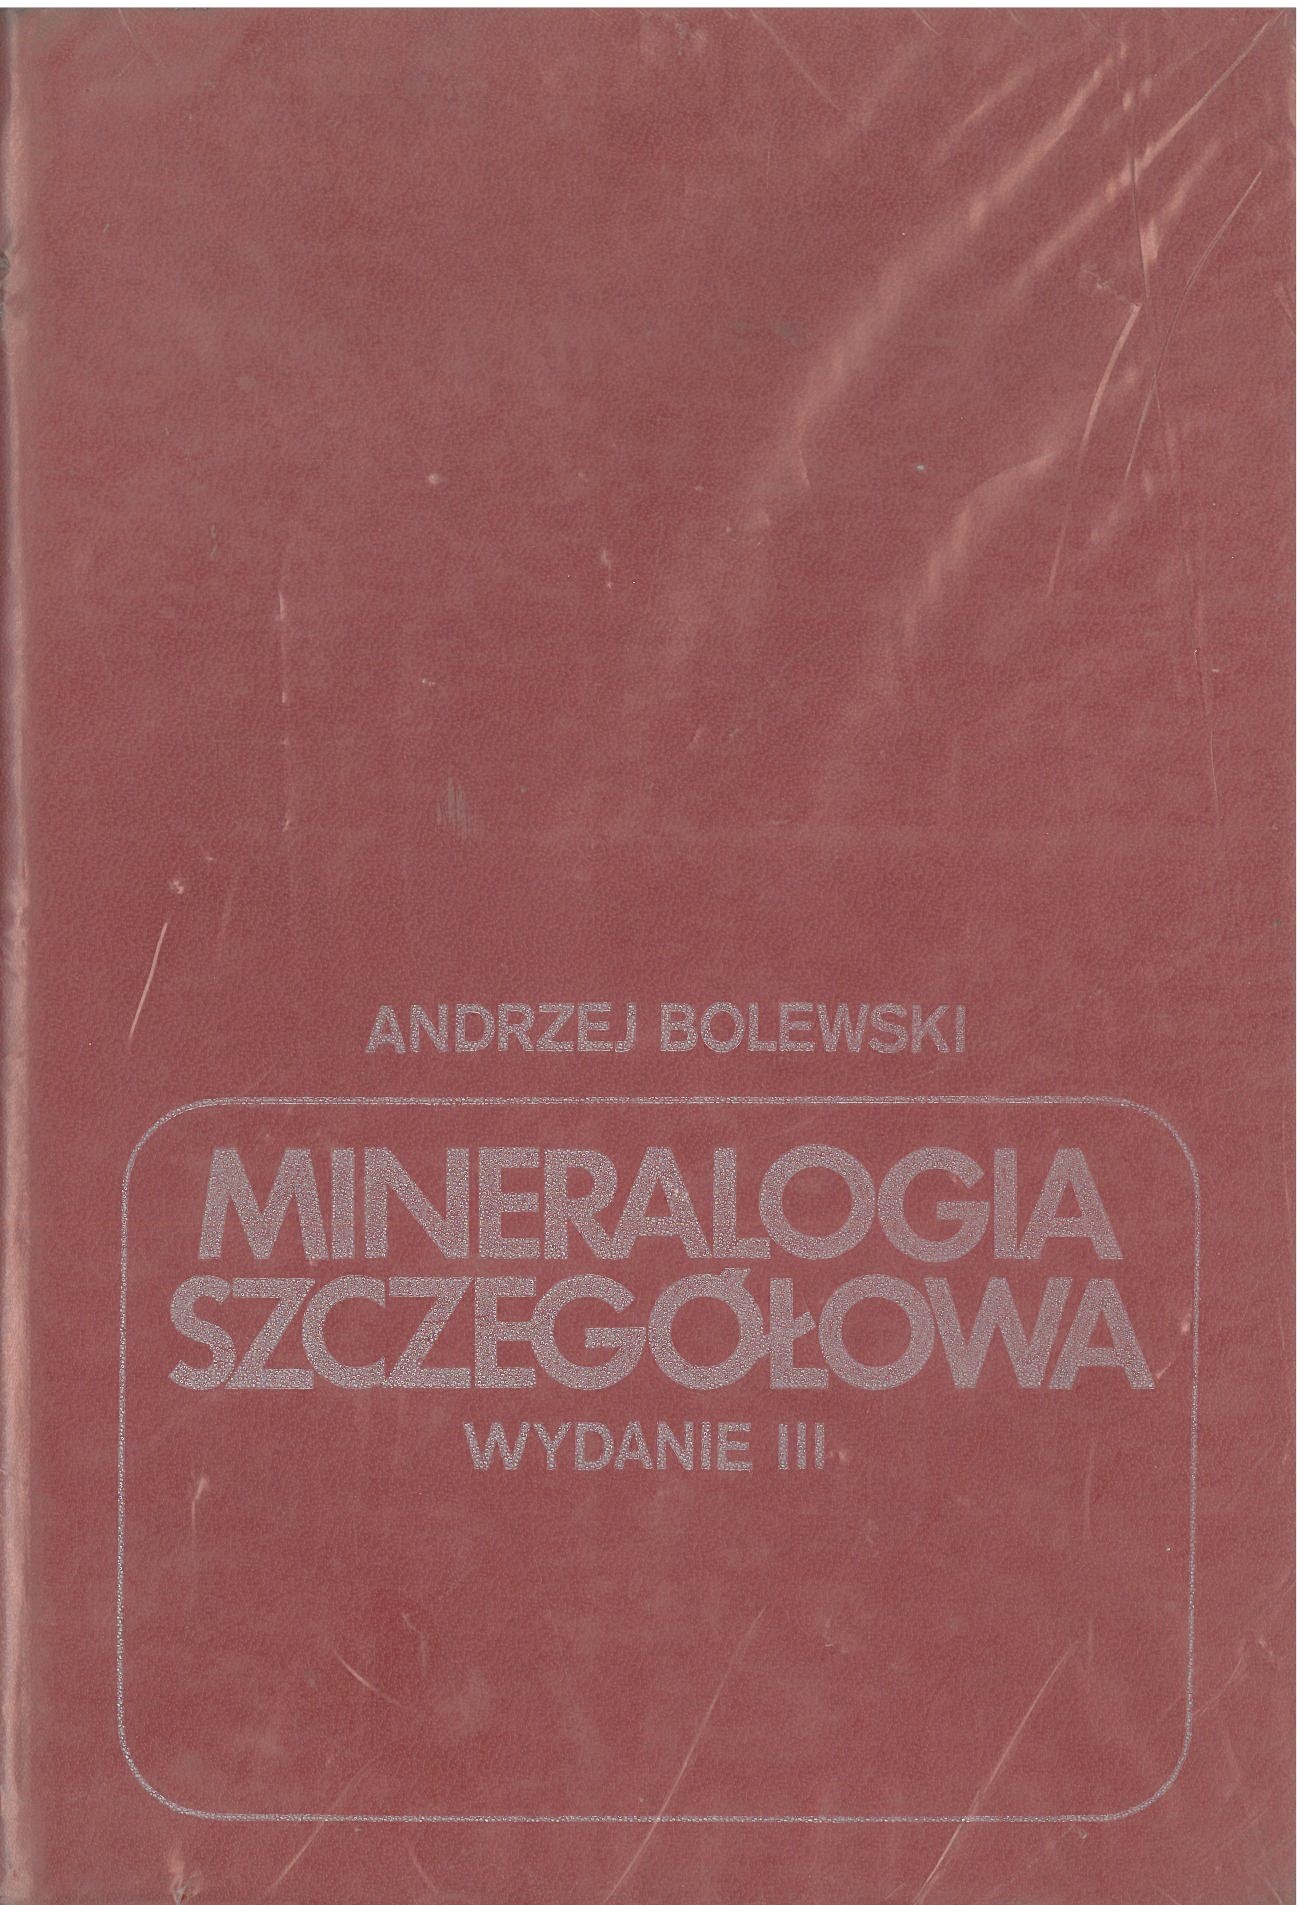 ANDRZEJ BOLEWSKI
MINERALOGIA
SZCZEGÓŁOWA
WYDANIE III